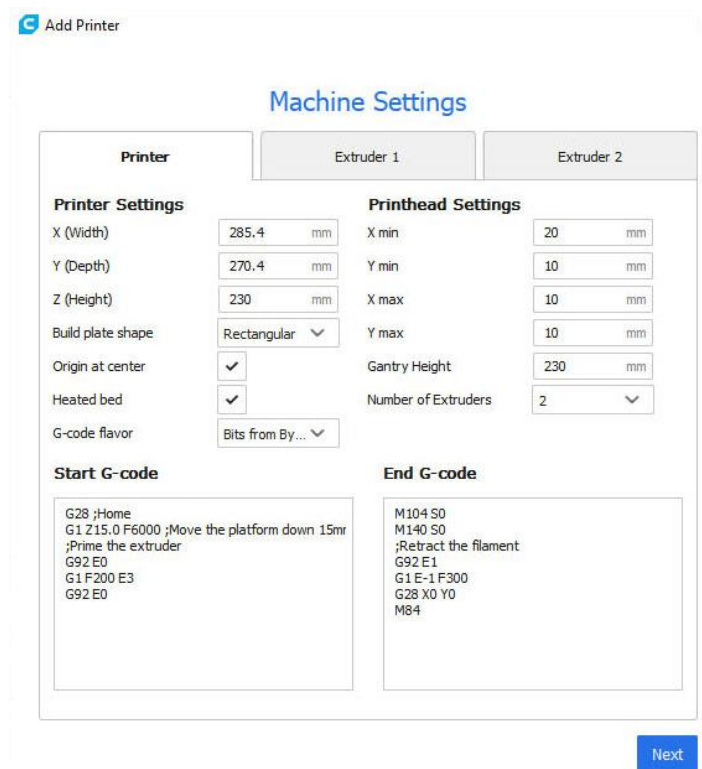 Add Printer
Machine Settings
Printer
Extruder 1
Extruder 2
Printer Settings
X (Width) 285.4 mm
Y (Depth) 270.4 mm
Z (Height) 230 mm
Build plate shape Rectangular
Origin at center
Heated bed
G-code flavor Bits from By...
Printhead Settings
X min 20 mm
Y min 10 mm
X max 10 mm
Y max 10 mm
Gantry Height 230 mm
Number of Extruders 2
Start G-code
G28 ;Home
G1 Z15.0 F6000 ;Move the platform down 15mm
;Prime the extruder
G92 E0
G1 F200 E3
G92 E0
End G-code
M104 S0
M140 S0
;Retract the filament
G92 E1
G1 E-1 F300
G28 X0 Y0
M84
Next